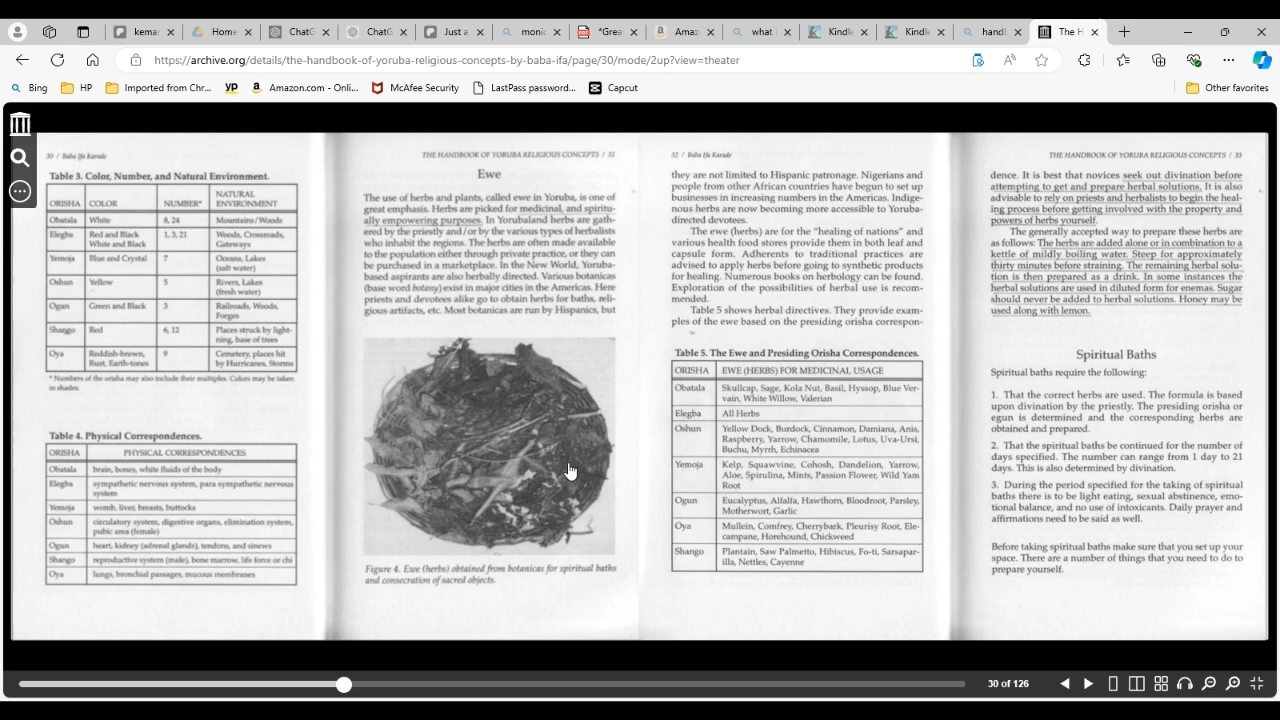 kema
Home
ChatG
ChatG
Just a
monic
*Grea
Amaz
what i
Kindle
Kindle
handl
The H
https://archive.org/details/the-handbook-of-yoruba-religious-concepts-by-baba-ifa/page/30/mode/2up?view=theater
Bing
HP
Imported from Chr...
yp
Amazon.com - Onli...
McAfee Security
LastPass password...
Capcut
Other favorites
30 / Baba Ifa Karade
Table 3. Color, Number, and Natural Environment.
ORISHA COLOR NUMBER* NATURAL ENVIRONMENT
Obatala White 8, 24 Mountains/Woods
Elegba Red and Black White and Black 1, 3, 21 Woods, Crossroads, Gateways
Yemoja Blue and Crystal 7 Oceans, Lakes (salt water)
Oshun Yellow 5 Rivers, Lakes (fresh water)
Ogun Green and Black 3 Railroads, Woods, Forges
Shango Red 6, 12 Places struck by light-ning, base of trees
Oya Reddish-brown, Rust, Earth-tones 9 Cemetery, places hit by Hurricanes, Storms
* Numbers of the orisha may also include their multiples. Colors may be taken
in shades.
Table 4. Physical Correspondences.
ORISHA PHYSICAL CORRESPONDENCES
Obatala brain, bones, white fluids of the body
Elegba sympathetic nervous system, para sympathetic nervous
system
Yemoja womb, liver, breasts, buttocks
Oshun circulatory system, digestive organs, elimination system,
pubic area (female)
Ogun heart, kidney (adrenal glands), tendons, and sinews
Shango reproductive system (male), bone marrow, life force or chi
Oya lungs, bronchial passages, mucous membranes
THE HANDBOOK OF YORUBA RELIGIOUS CONCEPTS / 31
Ewe
The use of herbs and plants, called ewe in Yoruba, is one of
great emphasis. Herbs are picked for medicinal, and spiritu-
ally empowering purposes. In Yorubaland herbs are gath-
ered by the priestly and/or by the various types of herbalists
who inhabit the regions. The herbs are often made available
to the population either through private practice, or they can
be purchased in a marketplace. In the New World, Yoruba-
based aspirants are also herbally directed. Various botanicas
(base word botany) exist in major cities in the Americas. Here
priests and devotees alike go to obtain herbs for baths, reli-
gious artifacts, etc. Most botanicas are run by Hispanics, but
Figure 4. Ewe (herbs) obtained from botanicas for spiritual baths
and consecration of sacred objects.
32 / Baba Ifa Karade
they are not limited to Hispanic patronage. Nigerians and
people from other African countries have begun to set up
businesses in increasing numbers in the Americas. Indige-
nous herbs are now becoming more accessible to Yoruba-
directed devotees.
The ewe (herbs) are for the "healing of nations" and
various health food stores provide them in both leaf and
capsule form. Adherents to traditional practices are
advised to apply herbs before going to synthetic products
for healing. Numerous books on herbology can be found.
Exploration of the possibilities of herbal use is recom-
mended.
Table 5 shows herbal directives. They provide exam-
ples of the ewe based on the presiding orisha correspon-
Table 5. The Ewe and Presiding Orisha Correspondences.
ORISHA EWE (HERBS) FOR MEDICINAL USAGE
Obatala Skullcap, Sage, Kola Nut, Basil, Hyssop, Blue Ver-
vain, White Willow, Valerian
Elegba All Herbs
Oshun Yellow Dock, Burdock, Cinnamon, Damiana, Anis,
Raspberry, Yarrow, Chamomile, Lotus, Uva-Ursi,
Buchu, Myrrh, Echinacea
Yemoja Kelp, Squawvine, Cohosh, Dandelion, Yarrow,
Aloe, Spirulina, Mints, Passion Flower, Wild Yam
Root
Ogun Eucalyptus, Alfalfa, Hawthorn, Bloodroot, Parsley,
Motherwort, Garlic
Oya Mullein, Comfrey, Cherrybark, Pleurisy Root, Ele-
campane, Horehound, Chickweed
Shango Plantain, Saw Palmetto, Hibiscus, Fo-ti, Sarsapar-
illa, Nettles, Cayenne
THE HANDBOOK OF YORUBA RELIGIOUS CONCEPTS / 33
dence. It is best that novices seek out divination before
attempting to get and prepare herbal solutions. It is also
advisable to rely on priests and herbalists to begin the heal-
ing process before getting involved with the property and
powers of herbs yourself.
The generally accepted way to prepare these herbs are
as follows: The herbs are added alone or in combination to a
kettle of mildly boiling water. Steep for approximately
thirty minutes before straining. The remaining herbal solu-
tion is then prepared as a drink. In some instances the
herbal solutions are used in diluted form for enemas. Sugar
should never be added to herbal solutions. Honey may be
used along with lemon.
Spiritual Baths
Spiritual baths require the following:
1. That the correct herbs are used. The formula is based
upon divination by the priestly. The presiding orisha or
egun is determined and the corresponding herbs are
obtained and prepared.
2. That the spiritual baths be continued for the number of
days specified. The number can range from 1 day to 21
days. This is also determined by divination.
3. During the period specified for the taking of spiritual
baths there is to be light eating, sexual abstinence, emo-
tional balance, and no use of intoxicants. Daily prayer and
affirmations need to be said as well.
Before taking spiritual baths make sure that you set up your
space. There are a number of things that you need to do to
prepare yourself.
30 of 126